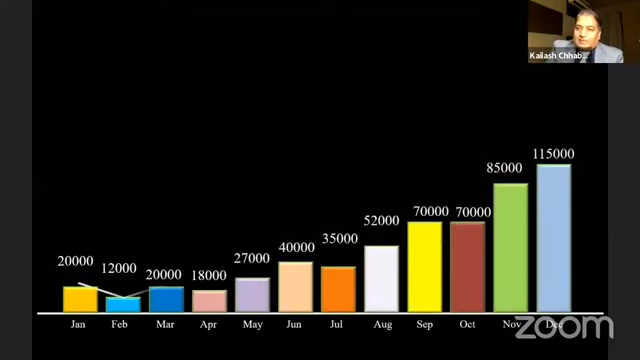 Kailash Chhab...
115000
85000
70000 70000
52000
40000
35000
27000
20000 12000 20000 18000
Jan Feb Mar Apr May Jun Jul Aug Sep Oct Nov Dec
zoom